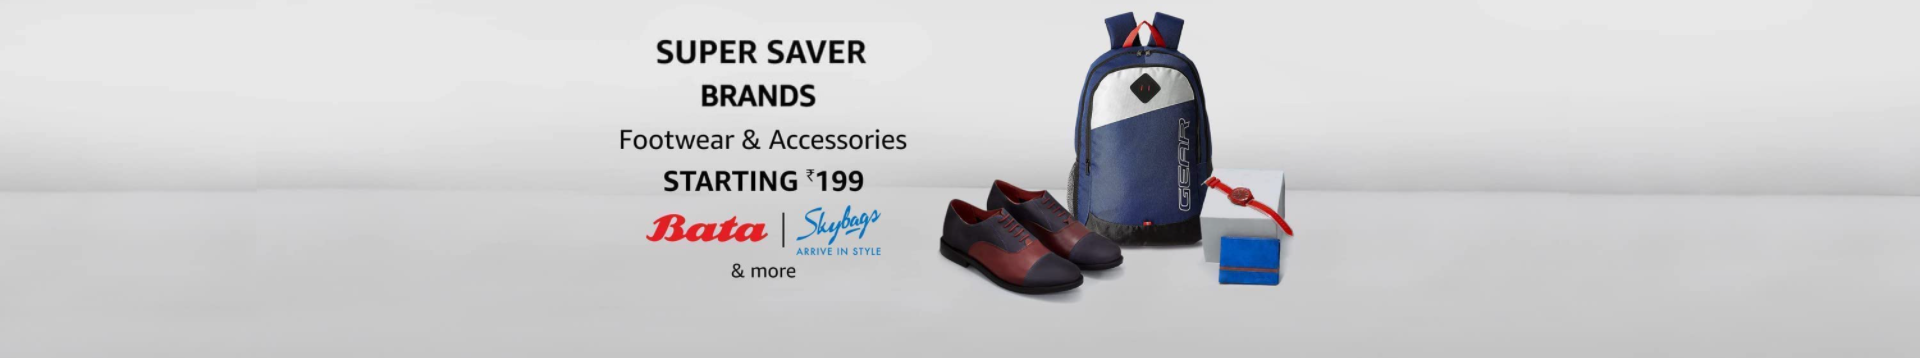 SUPER SAVER
BRANDS
Footwear & Accessories
STARTING ₹199
Bata | Skybags
ARRIVE IN STYLE
& more
GEAR